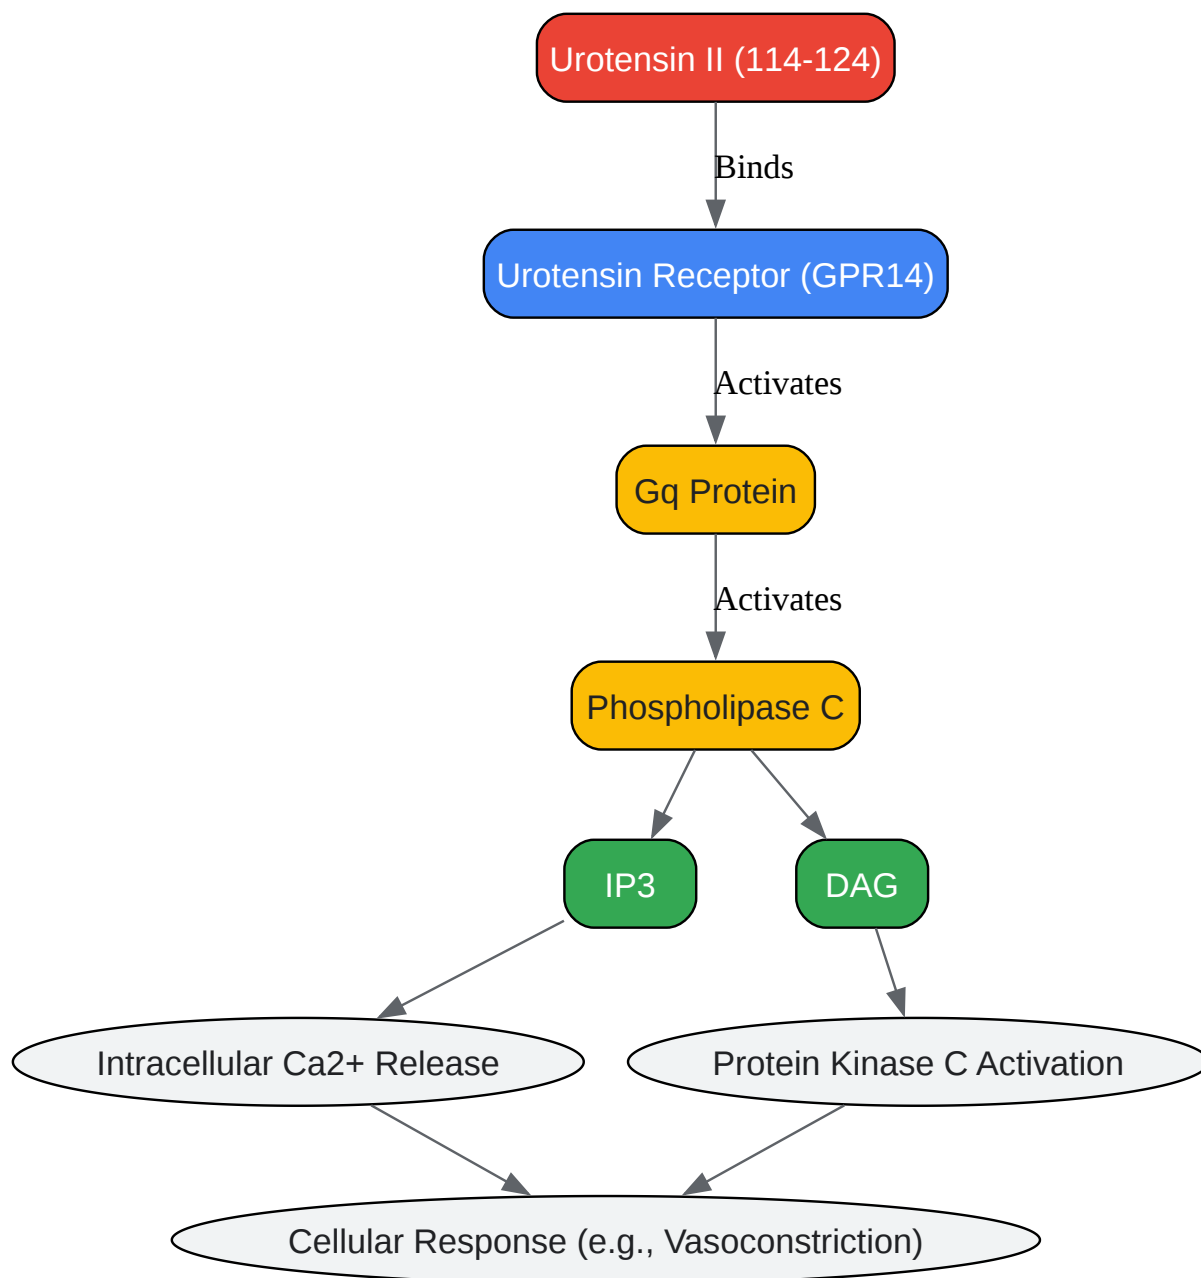 Urotensin II (114-124)
Binds
Urotensin Receptor (GPR14)
Activates
Gq Protein
Activates
Phospholipase C
IP3
DAG
Intracellular Ca2+ Release
Protein Kinase C Activation
Cellular Response (e.g., Vasoconstriction)